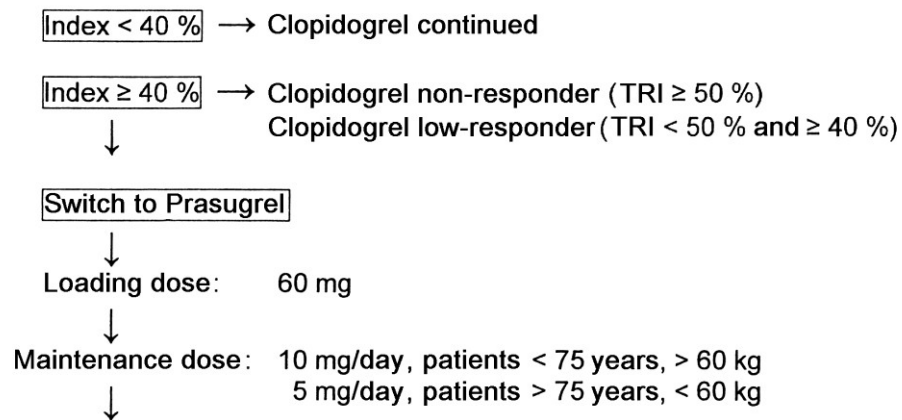 Index < 40 % → Clopidogrel continued
Index ≥ 40 % → Clopidogrel non-responder (TRI ≥ 50 %)
Clopidogrel low-responder (TRI < 50 % and ≥ 40 %)
↓
Switch to Prasugrel
↓
Loading dose: 60 mg
↓
Maintenance dose: 10 mg/day, patients < 75 years, > 60 kg
5 mg/day, patients > 75 years, < 60 kg
↓